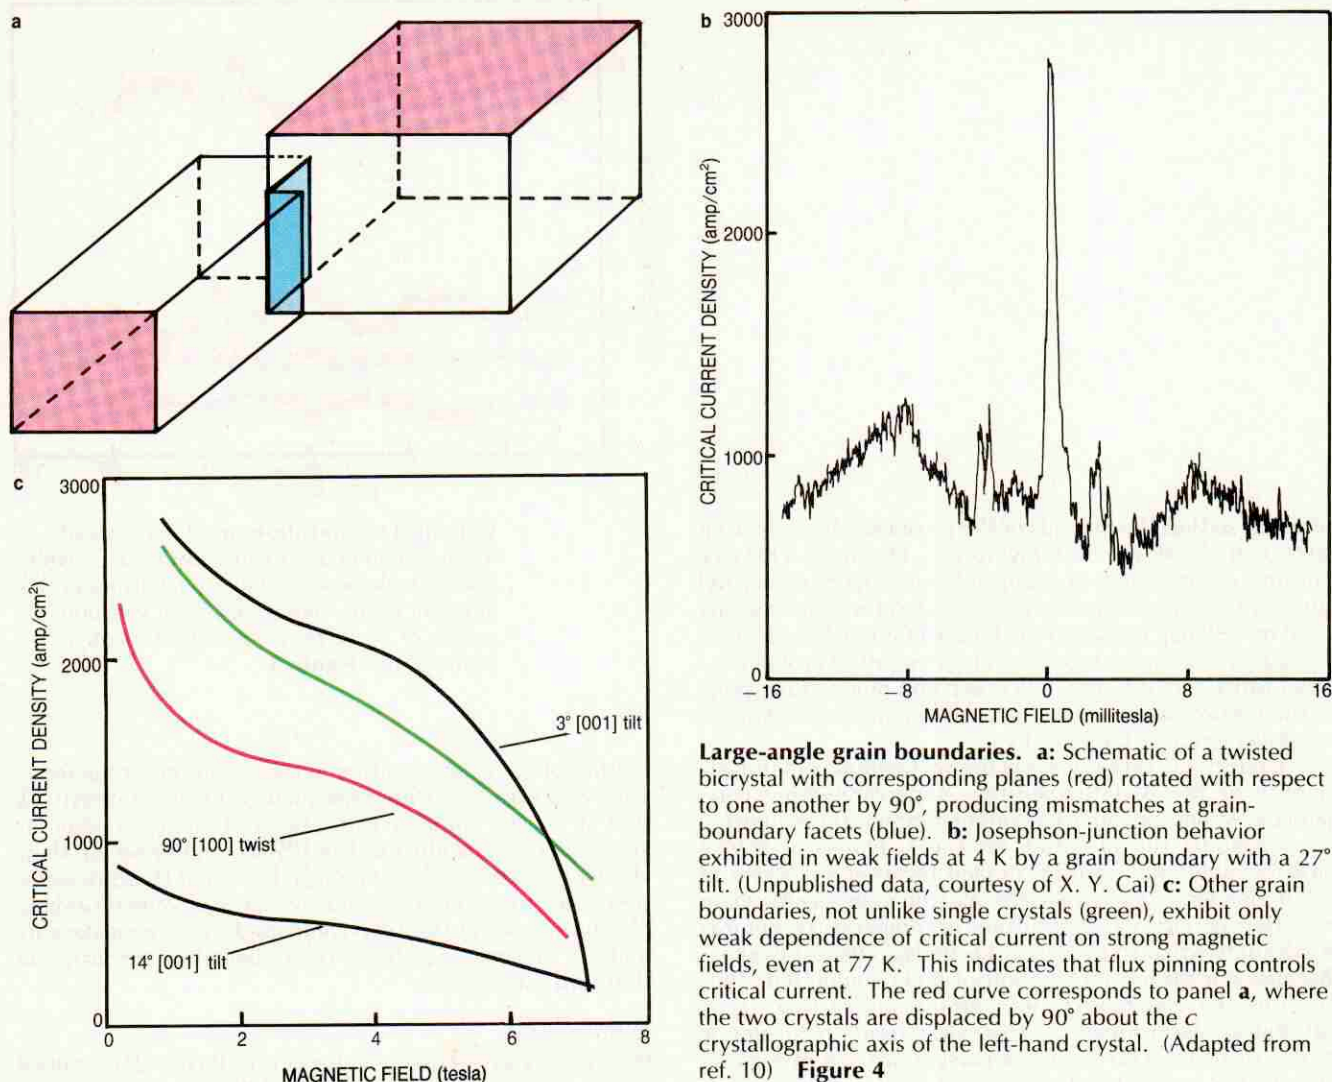 a
b
3000
2000
1000
0
CRITICAL CURRENT DENSITY (amp/cm²)
− 16
− 8
0
8
16
MAGNETIC FIELD (millitesla)
c
3000
2000
1000
0
CRITICAL CURRENT DENSITY (amp/cm²)
3° [001] tilt
90° [100] twist
14° [001] tilt
0
2
4
6
8
MAGNETIC FIELD (tesla)
Large-angle grain boundaries. a: Schematic of a twisted
bicrystal with corresponding planes (red) rotated with respect
to one another by 90°, producing mismatches at grain-
boundary facets (blue). b: Josephson-junction behavior
exhibited in weak fields at 4 K by a grain boundary with a 27°
tilt. (Unpublished data, courtesy of X. Y. Cai) c: Other grain
boundaries, not unlike single crystals (green), exhibit only
weak dependence of critical current on strong magnetic
fields, even at 77 K. This indicates that flux pinning controls
critical current. The red curve corresponds to panel a, where
the two crystals are displaced by 90° about the c
crystallographic axis of the left-hand crystal. (Adapted from
ref. 10) Figure 4